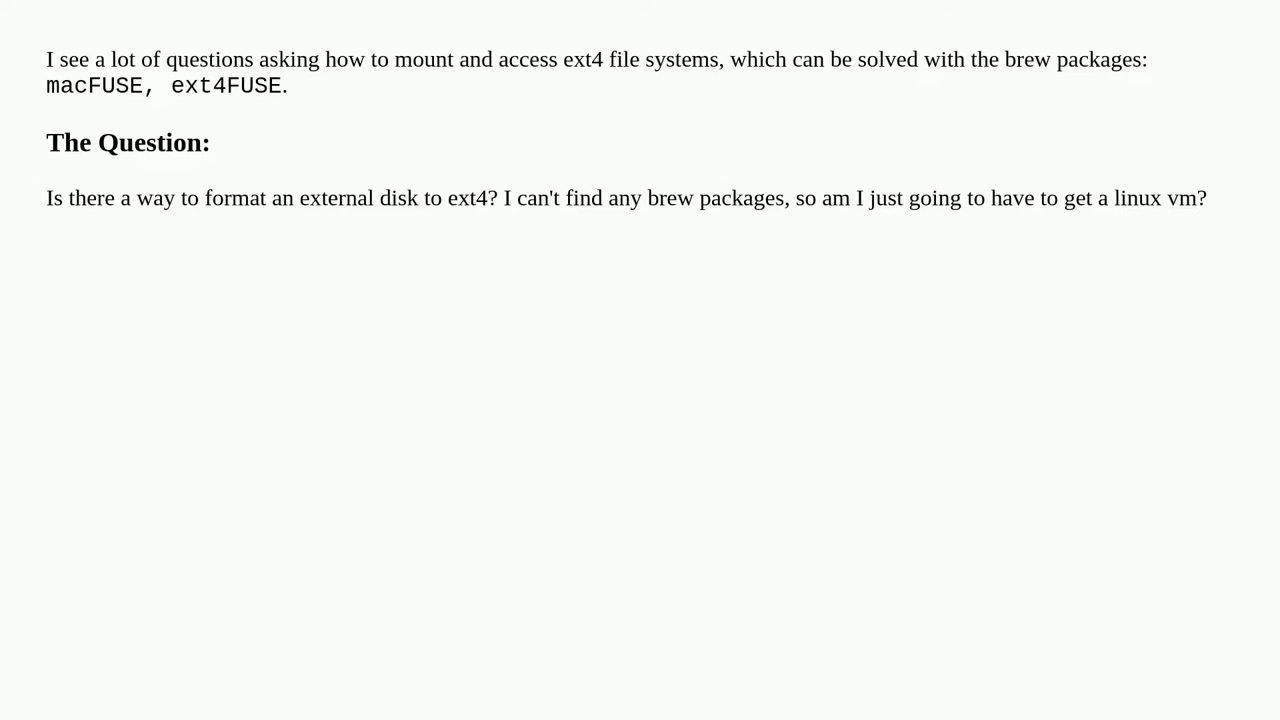 I see a lot of questions asking how to mount and access ext4 file systems, which can be solved with the brew packages:
macFUSE, ext4FUSE.
The Question:
Is there a way to format an external disk to ext4? I can't find any brew packages, so am I just going to have to get a linux vm?